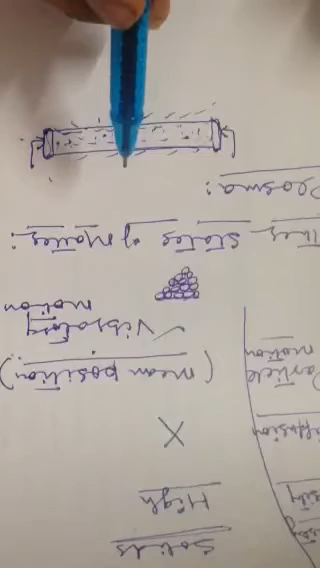 Solids
High
X
Particle (mean position)
motion
Vibratory
motion
States of Matter:
Plasma: